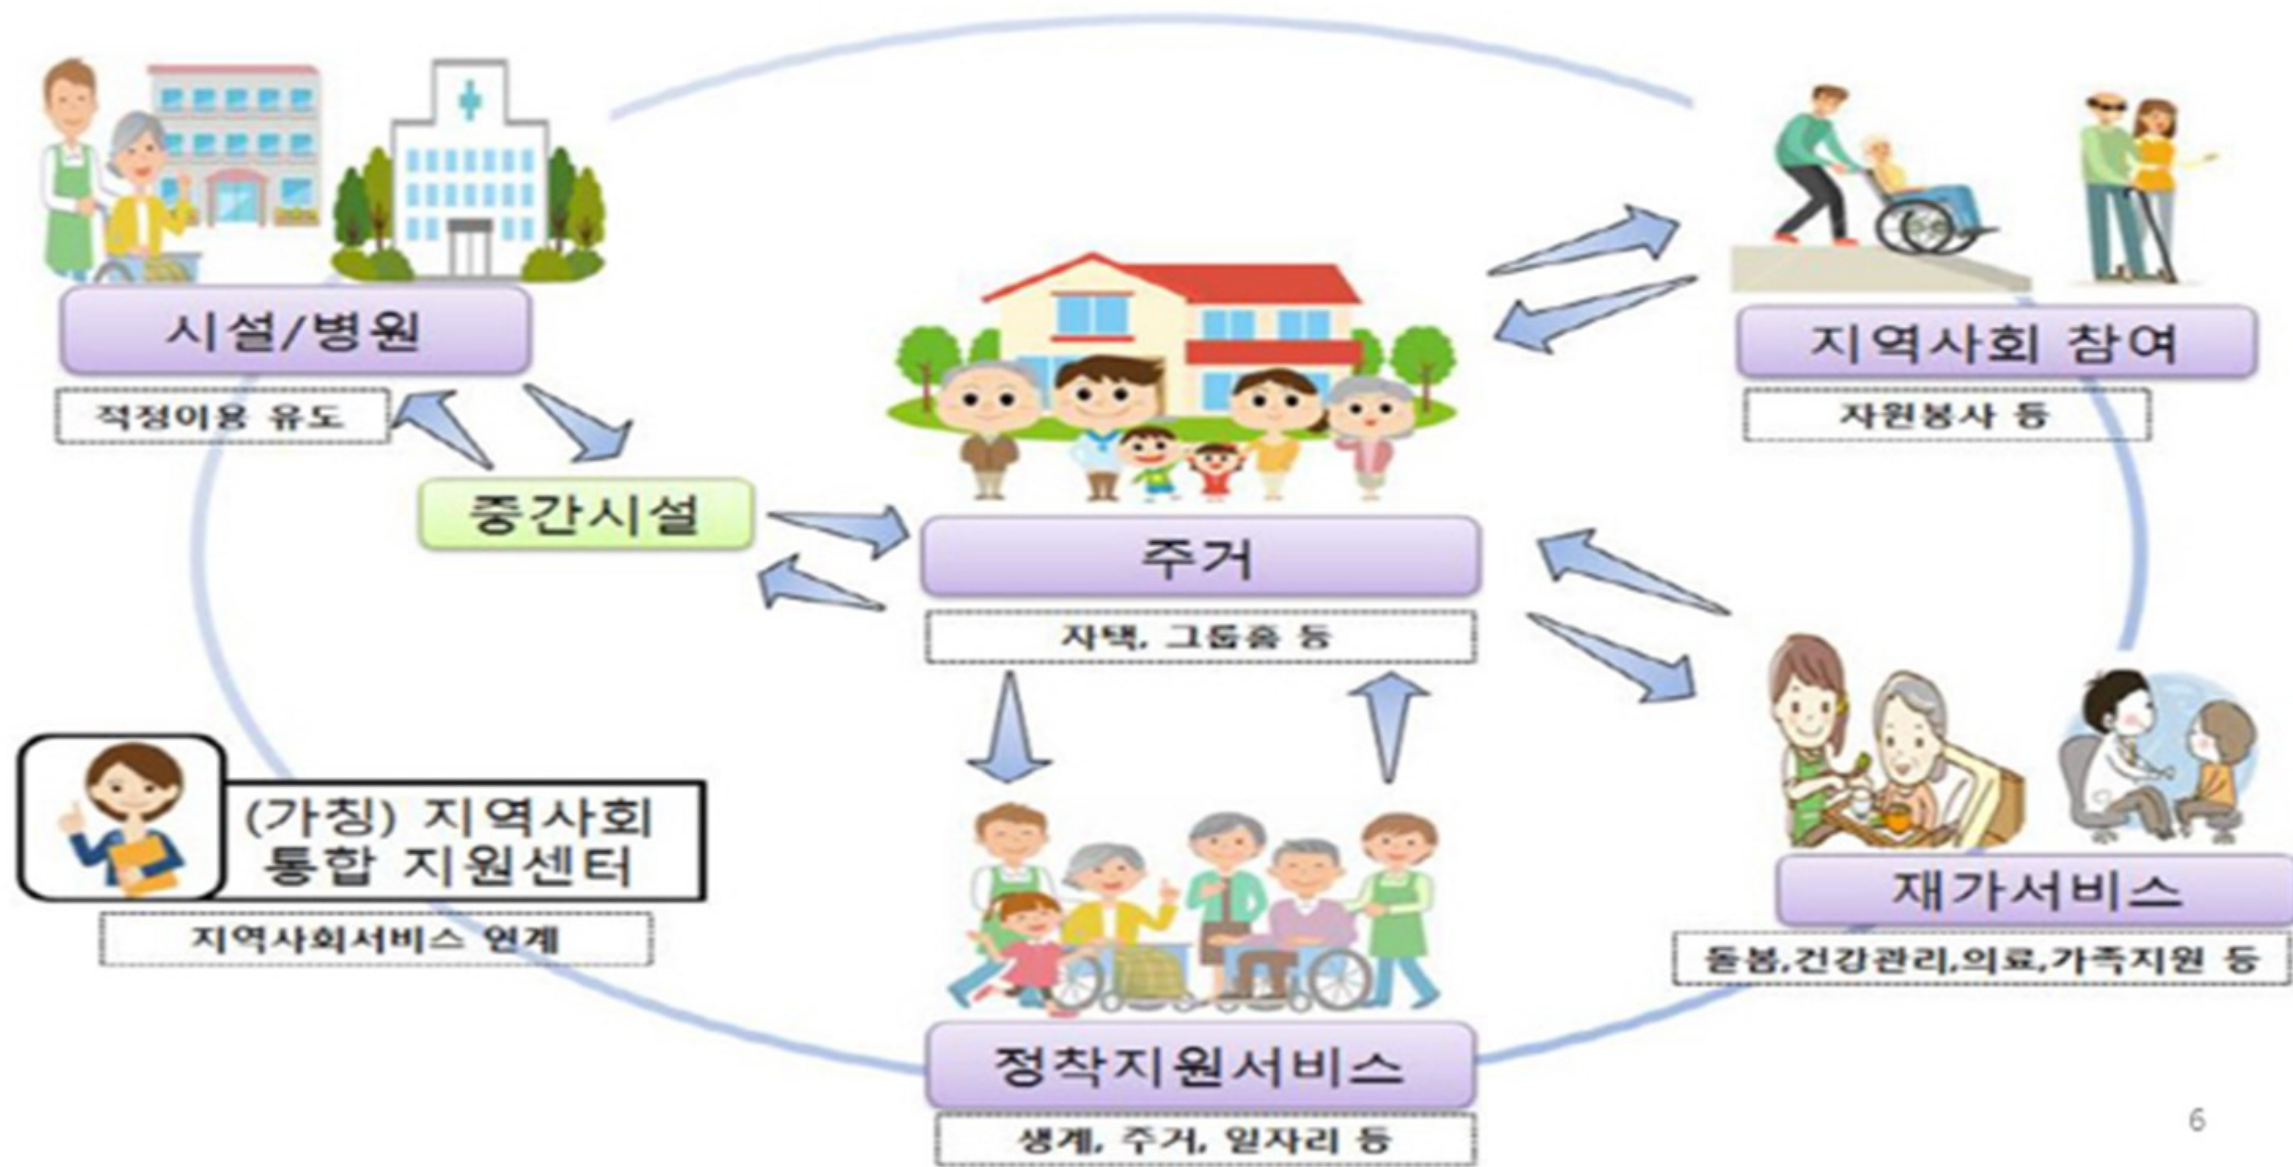 시설/병원
적정이용 유도
지역사회 참여
자원봉사 등
중간시설
주거
자택, 그룹홈 등
(가칭) 지역사회
통합 지원센터
지역사회서비스 연계
재가서비스
돌봄,건강관리,의료,가족지원 등
정착지원서비스
생계, 주거, 일자리 등
6